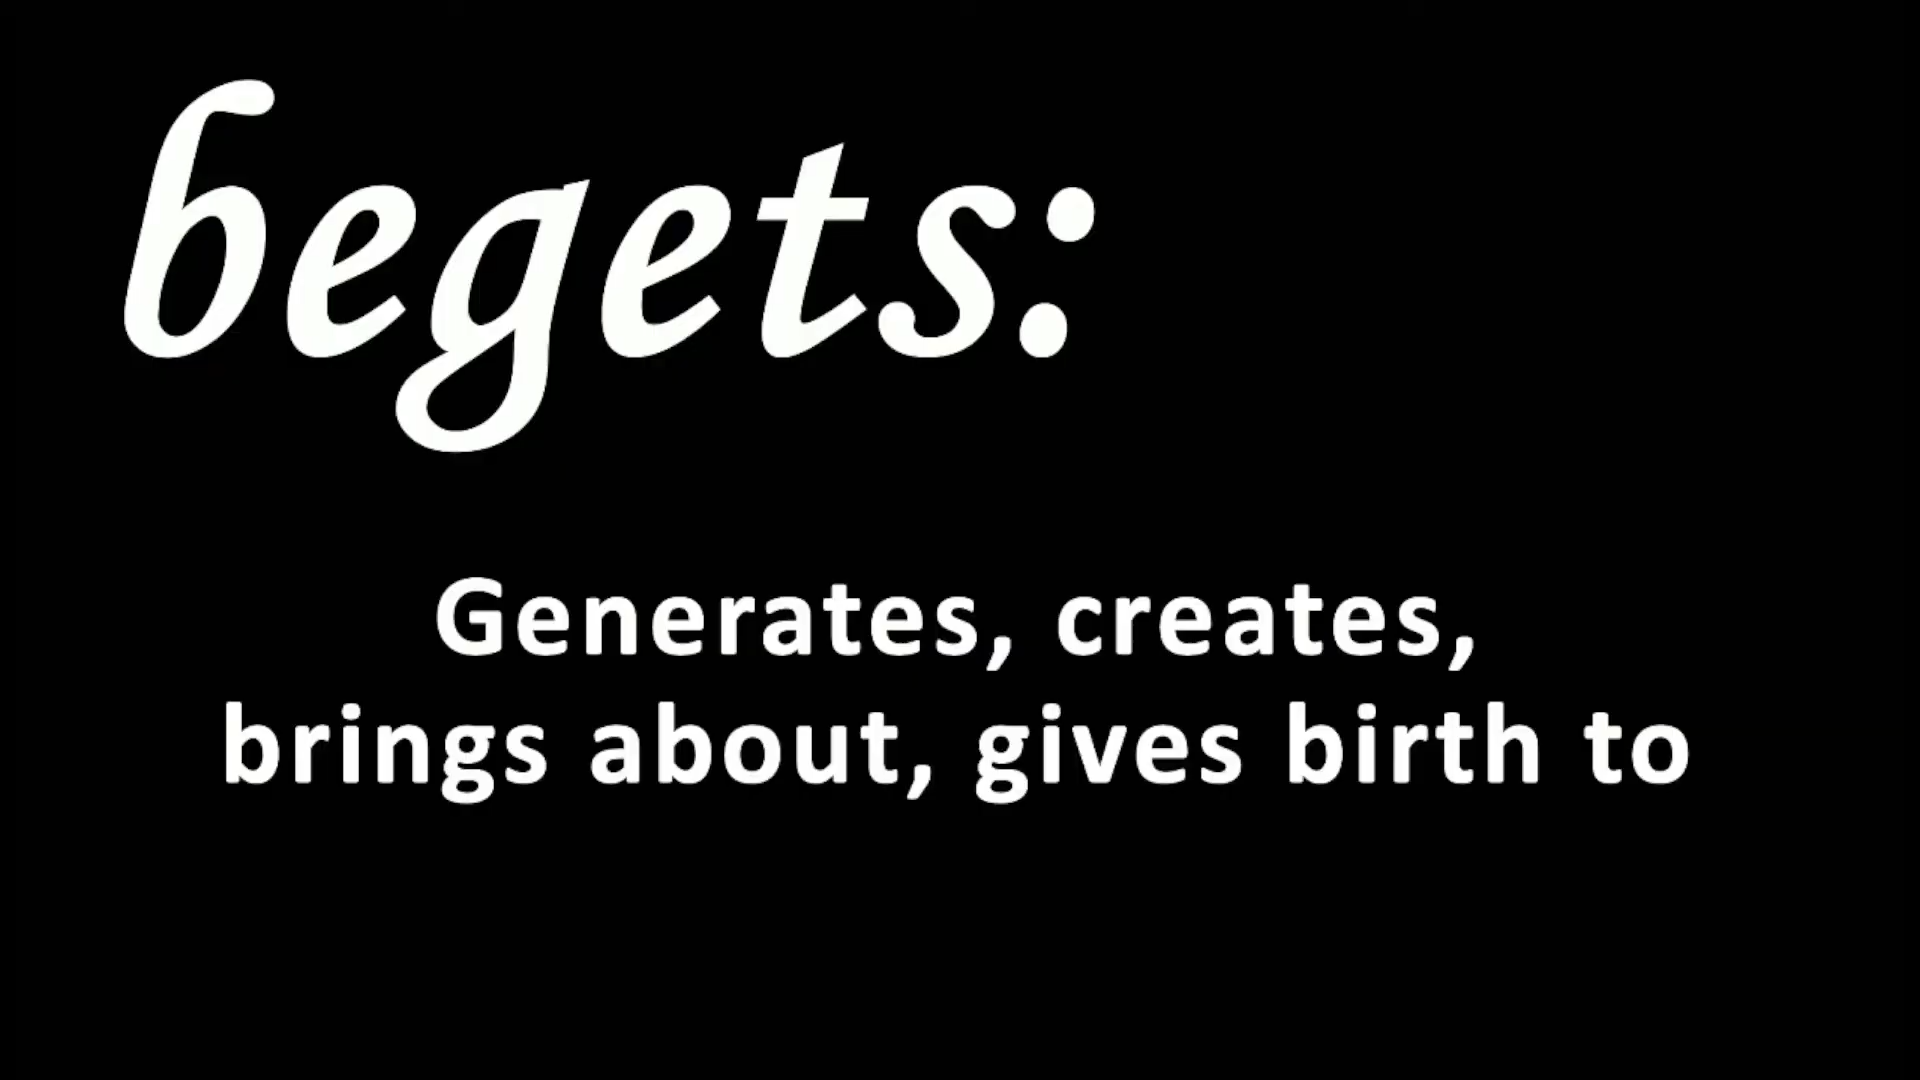 begets:
Generates, creates,
brings about, gives birth to